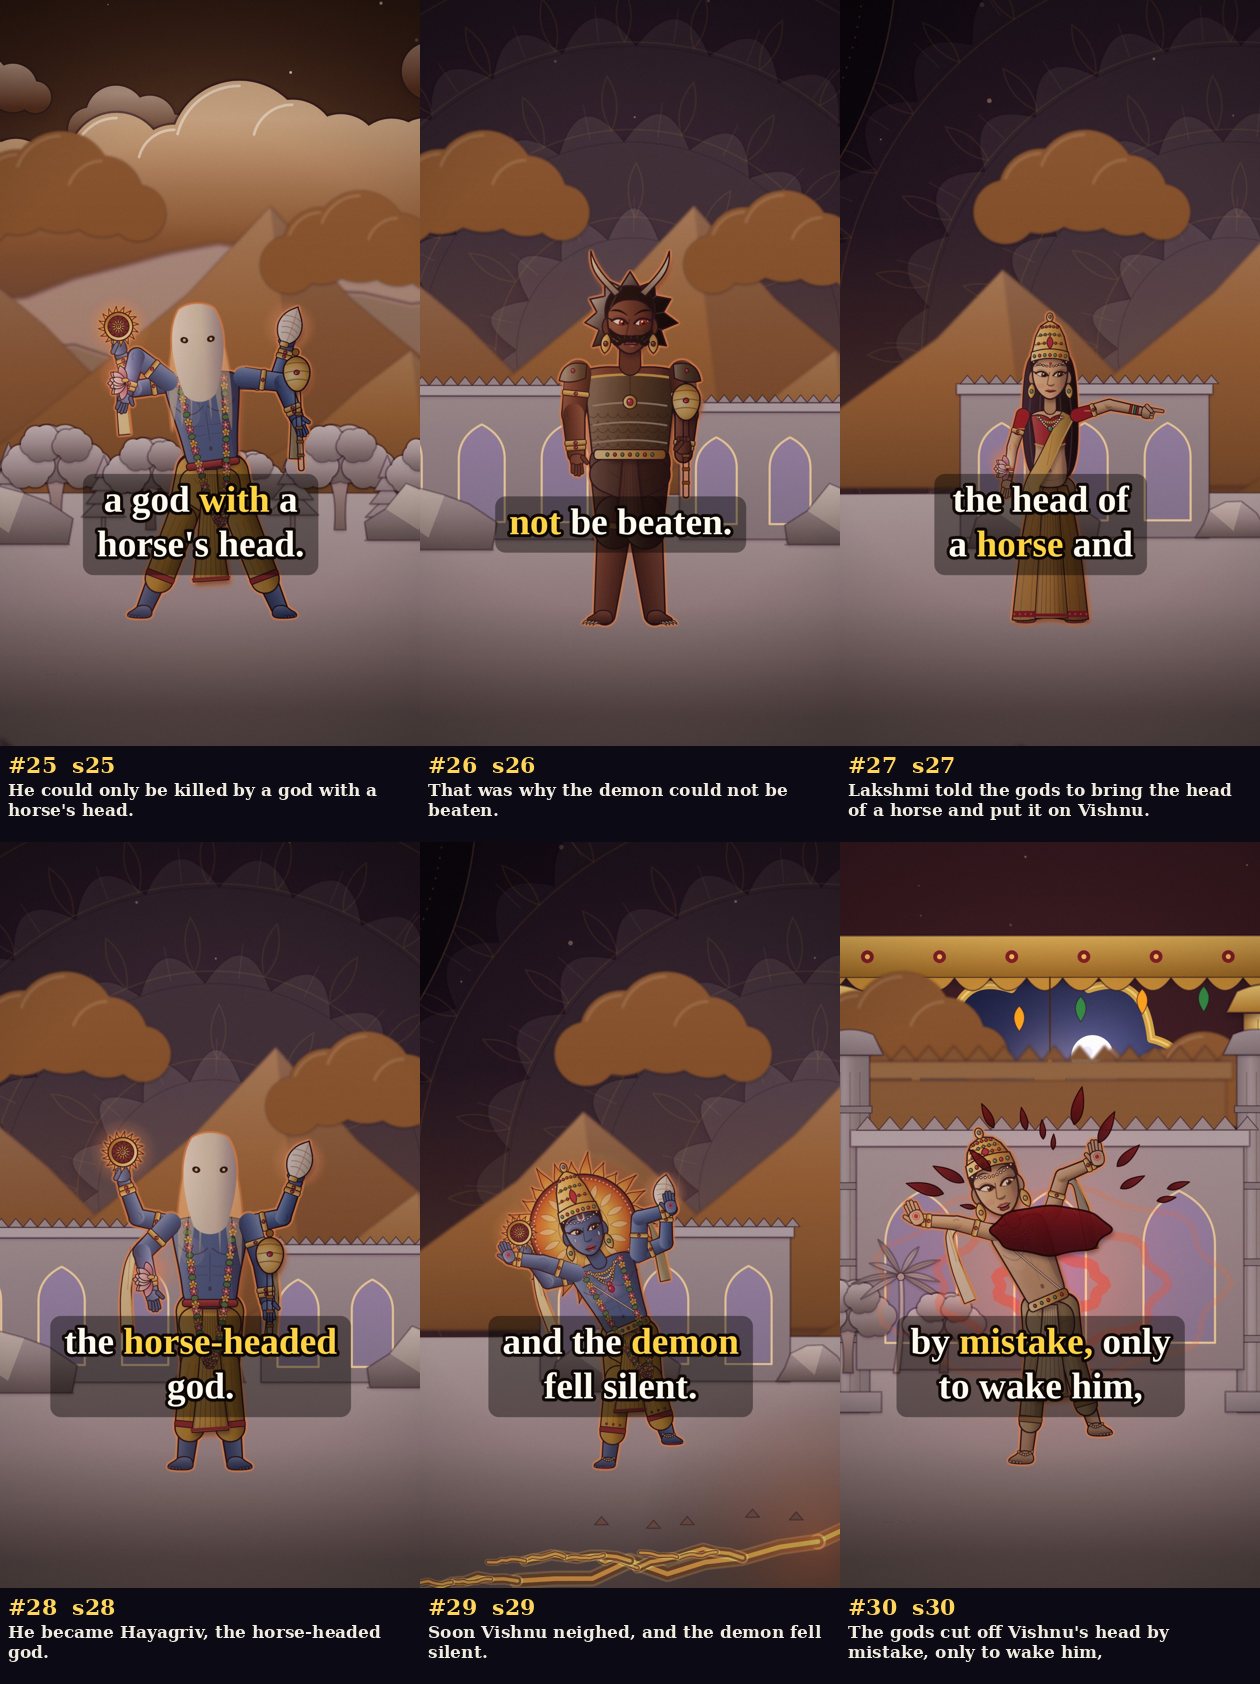 a god with a
horse's head.
not be beaten.
the head of
a horse and
#25 s25
He could only be killed by a god with a
horse's head.
#26 s26
That was why the demon could not be
beaten.
#27 s27
Lakshmi told the gods to bring the head
of a horse and put it on Vishnu.
the horse-headed
god.
and the demon
fell silent.
by mistake, only
to wake him,
#28 s28
He became Hayagriv, the horse-headed
god.
#29 s29
Soon Vishnu neighed, and the demon fell
silent.
#30 s30
The gods cut off Vishnu's head by
mistake, only to wake him,